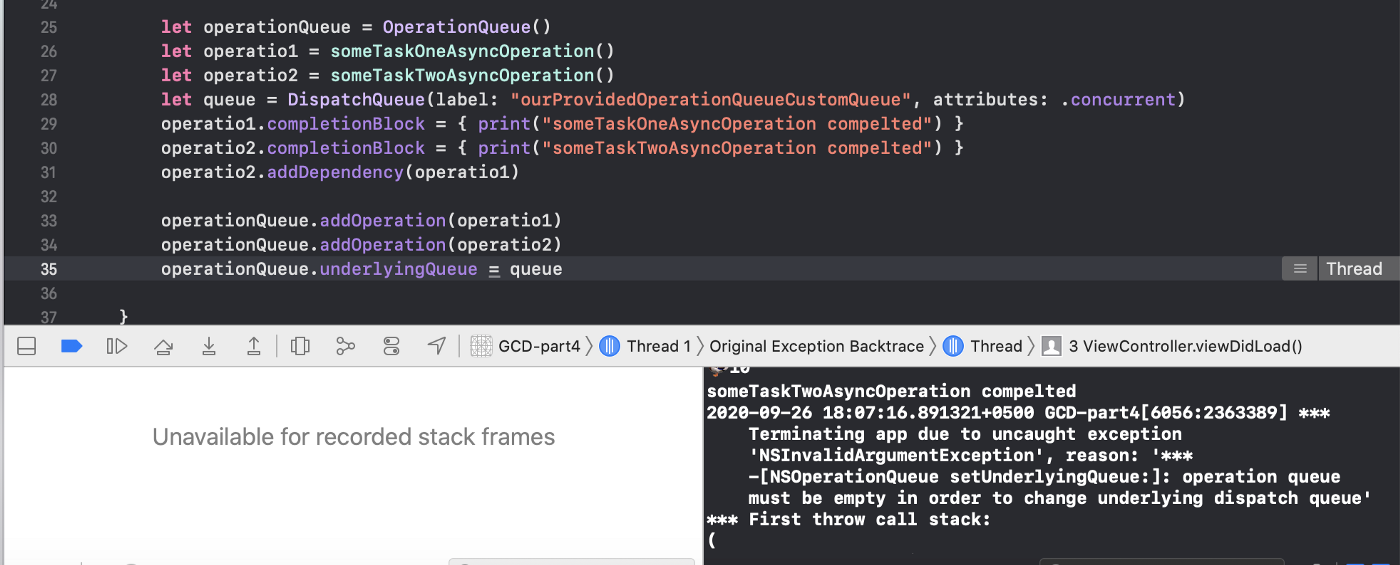 24
25 let operationQueue = OperationQueue()
26 let operatio1 = someTaskOneAsyncOperation()
27 let operatio2 = someTaskTwoAsyncOperation()
28 let queue = DispatchQueue(label: "ourProvidedOperationQueueCustomQueue", attributes: .concurrent)
29 operatio1.completionBlock = { print("someTaskOneAsyncOperation compelted") }
30 operatio2.completionBlock = { print("someTaskTwoAsyncOperation compelted") }
31 operatio2.addDependency(operatio1)
32
33 operationQueue.addOperation(operatio1)
34 operationQueue.addOperation(operatio2)
35 operationQueue.underlyingQueue = queue Thread
36
37 }
GCD-part4 Thread 1 Original Exception Backtrace Thread 3 ViewController.viewDidLoad()
Unavailable for recorded stack frames
10
someTaskTwoAsyncOperation compelted
2020-09-26 18:07:16.891321+0500 GCD-part4[6056:2363389] ***
Terminating app due to uncaught exception
'NSInvalidArgumentException', reason: '***
-[NSOperationQueue setUnderlyingQueue:]: operation queue
must be empty in order to change underlying dispatch queue'
*** First throw call stack:
(